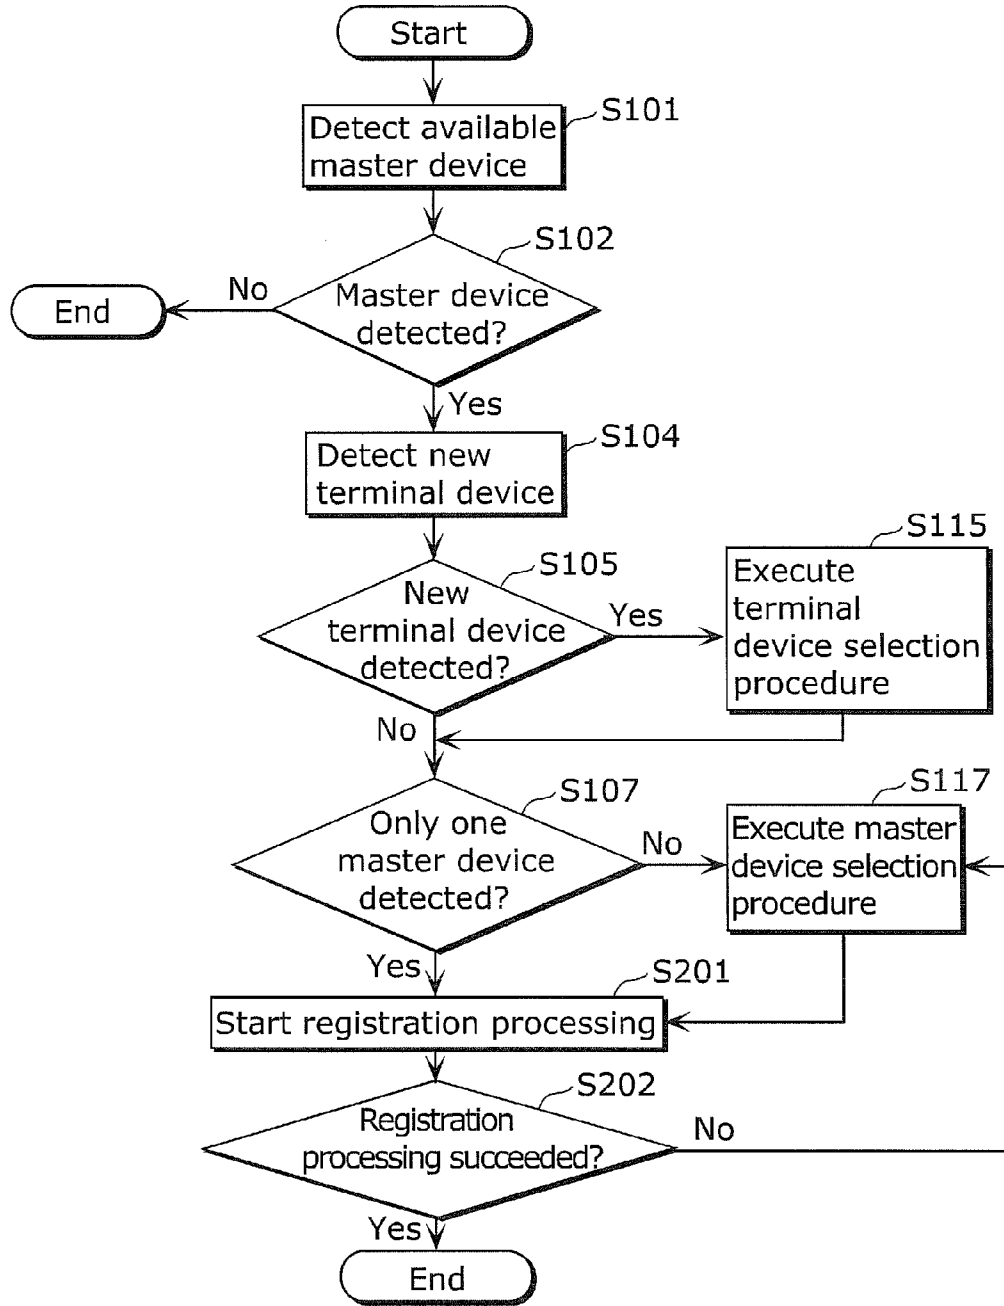 Start
S101
Detect available
master device
S102
No
Master device
detected?
End
Yes
S104
Detect new
terminal device
S105
New
terminal device
detected?
Yes
S115
Execute
terminal
device selection
procedure
No
S107
Only one
master device
detected?
No
S117
Execute master
device selection
procedure
Yes
S201
Start registration processing
S202
Registration
processing succeeded?
No
Yes
End